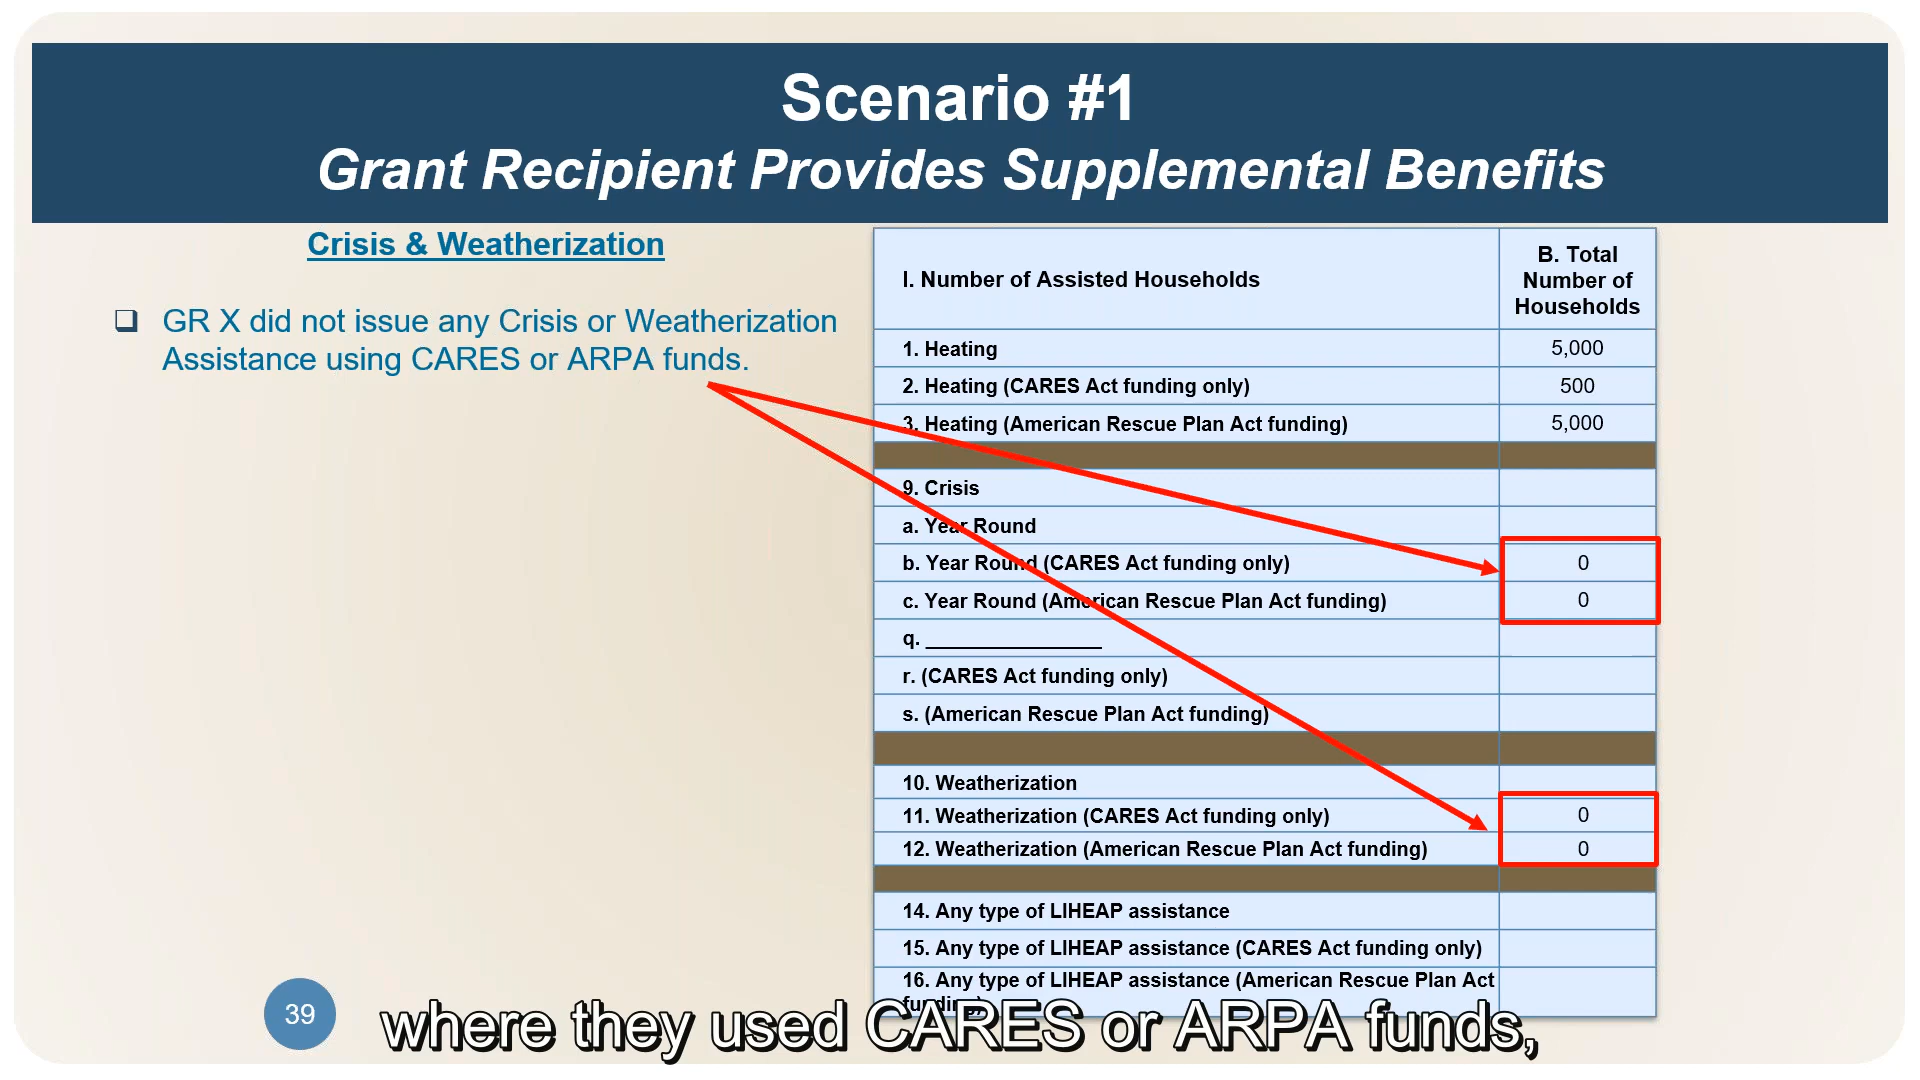 Scenario #1
Grant Recipient Provides Supplemental Benefits
Crisis & Weatherization
GR X did not issue any Crisis or Weatherization
Assistance using CARES or ARPA funds.
I. Number of Assisted Households
B. Total
Number of
Households
1. Heating 5,000
2. Heating (CARES Act funding only) 500
3. Heating (American Rescue Plan Act funding) 5,000
9. Crisis
a. Year Round
b. Year Round (CARES Act funding only) 0
c. Year Round (American Rescue Plan Act funding) 0
q. ________________
r. (CARES Act funding only)
s. (American Rescue Plan Act funding)
10. Weatherization
11. Weatherization (CARES Act funding only) 0
12. Weatherization (American Rescue Plan Act funding) 0
14. Any type of LIHEAP assistance
15. Any type of LIHEAP assistance (CARES Act funding only)
16. Any type of LIHEAP assistance (American Rescue Plan Act
funding)
39
where they used CARES or ARPA funds,